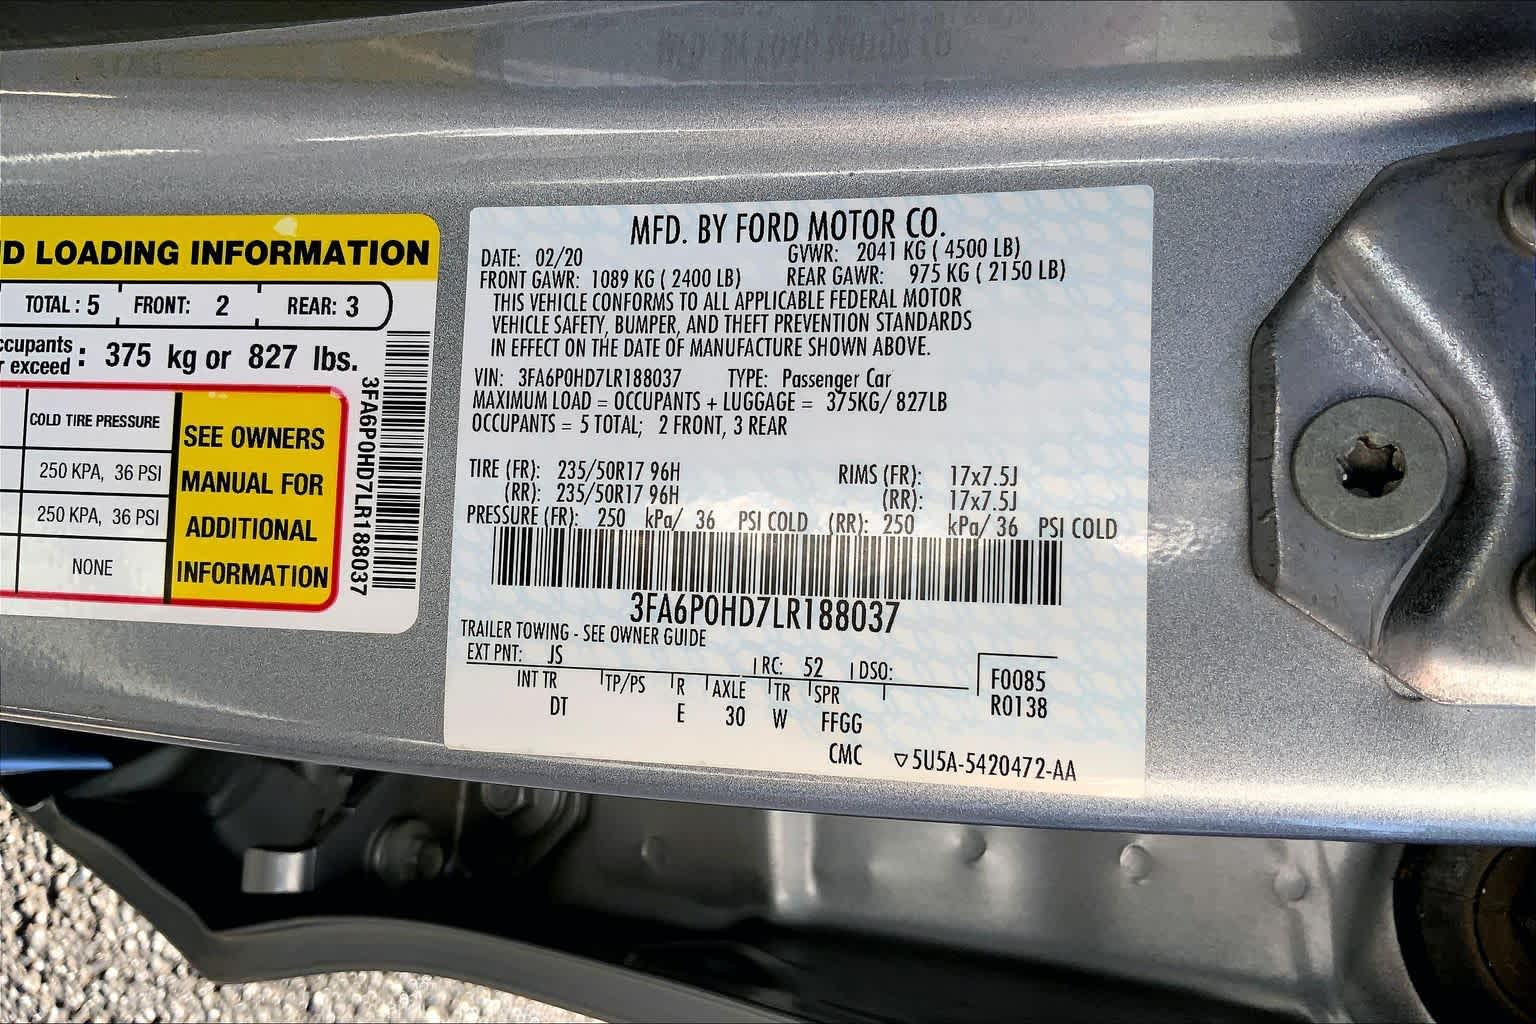 D LOADING INFORMATION
TOTAL : 5 FRONT: 2 REAR: 3
ccupants
r exceed : 375 kg or 827 lbs.
COLD TIRE PRESSURE
250 KPA, 36 PSI
250 KPA, 36 PSI
NONE
SEE OWNERS
MANUAL FOR
ADDITIONAL
INFORMATION
3FA6P0HD7LR188037
MFD. BY FORD MOTOR CO.
DATE: 02/20 GVWR: 2041 KG ( 4500 LB)
FRONT GAWR: 1089 KG ( 2400 LB) REAR GAWR: 975 KG ( 2150 LB)
THIS VEHICLE CONFORMS TO ALL APPLICABLE FEDERAL MOTOR
VEHICLE SAFETY, BUMPER, AND THEFT PREVENTION STANDARDS
IN EFFECT ON THE DATE OF MANUFACTURE SHOWN ABOVE.
VIN: 3FA6P0HD7LR188037 TYPE: Passenger Car
MAXIMUM LOAD = OCCUPANTS + LUGGAGE = 375KG/ 827LB
OCCUPANTS = 5 TOTAL; 2 FRONT, 3 REAR
TIRE (FR): 235/50R17 96H RIMS (FR): 17x7.5J
(RR): 235/50R17 96H (RR): 17x7.5J
PRESSURE (FR): 250 kPa/ 36 PSI COLD (RR): 250 kPa/ 36 PSI COLD
3FA6P0HD7LR188037
TRAILER TOWING - SEE OWNER GUIDE
EXT PNT: JS RC: 52 DSO:
INT TR TP/PS R AXLE TR SPR
DT E 30 W FFGG
F0085
R0138
CMC ▽5U5A-5420472-AA